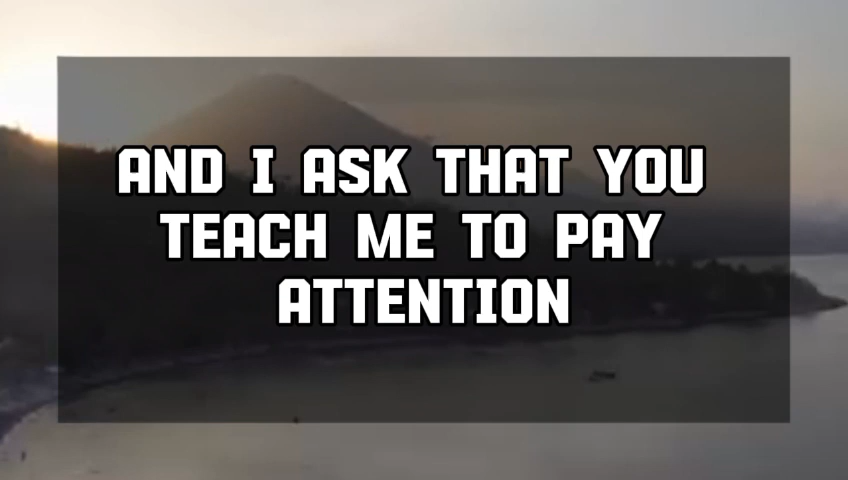 AND I ASK THAT YOU
TEACH ME TO PAY
ATTENTION